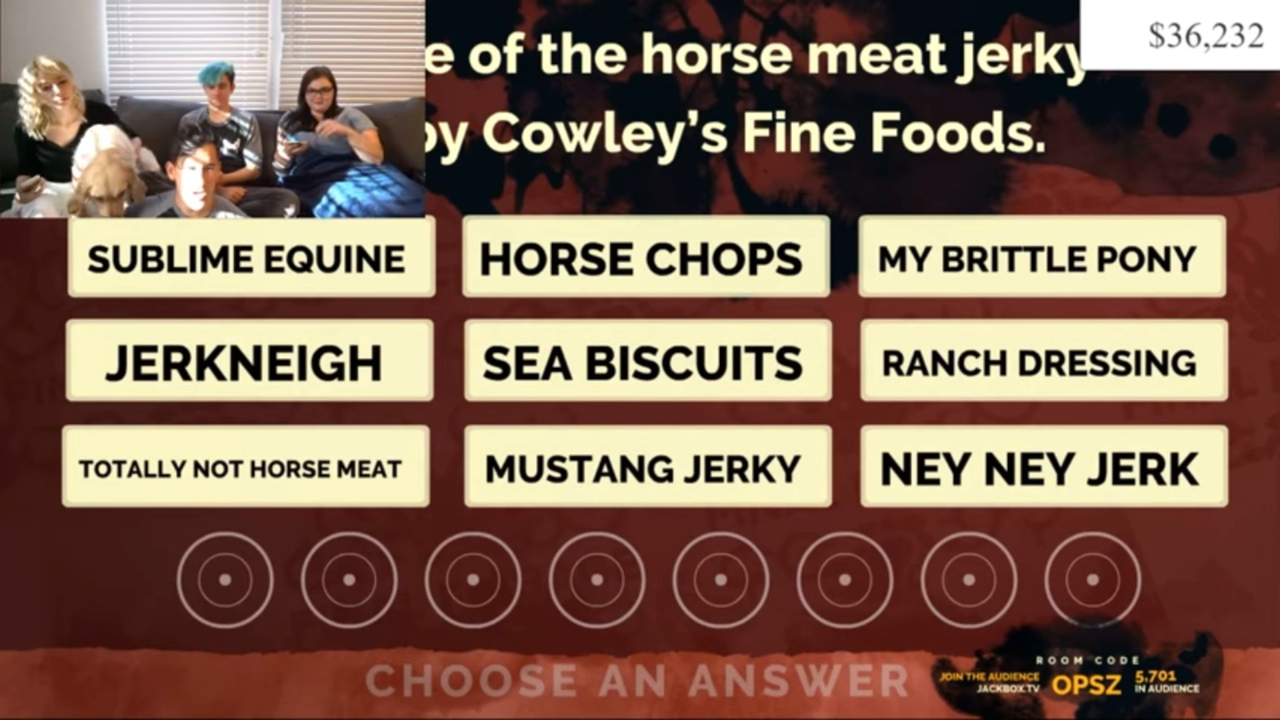 $36,232
e of the horse meat jerky
by Cowley's Fine Foods.
SUBLIME EQUINE
HORSE CHOPS
MY BRITTLE PONY
JERKNEIGH
SEA BISCUITS
RANCH DRESSING
TOTALLY NOT HORSE MEAT
MUSTANG JERKY
NEY NEY JERK
CHOOSE AN ANSWER
ROOM CODE
JOIN THE AUDIENCE
JACKBOX.TV
OPSZ
5,701
IN AUDIENCE